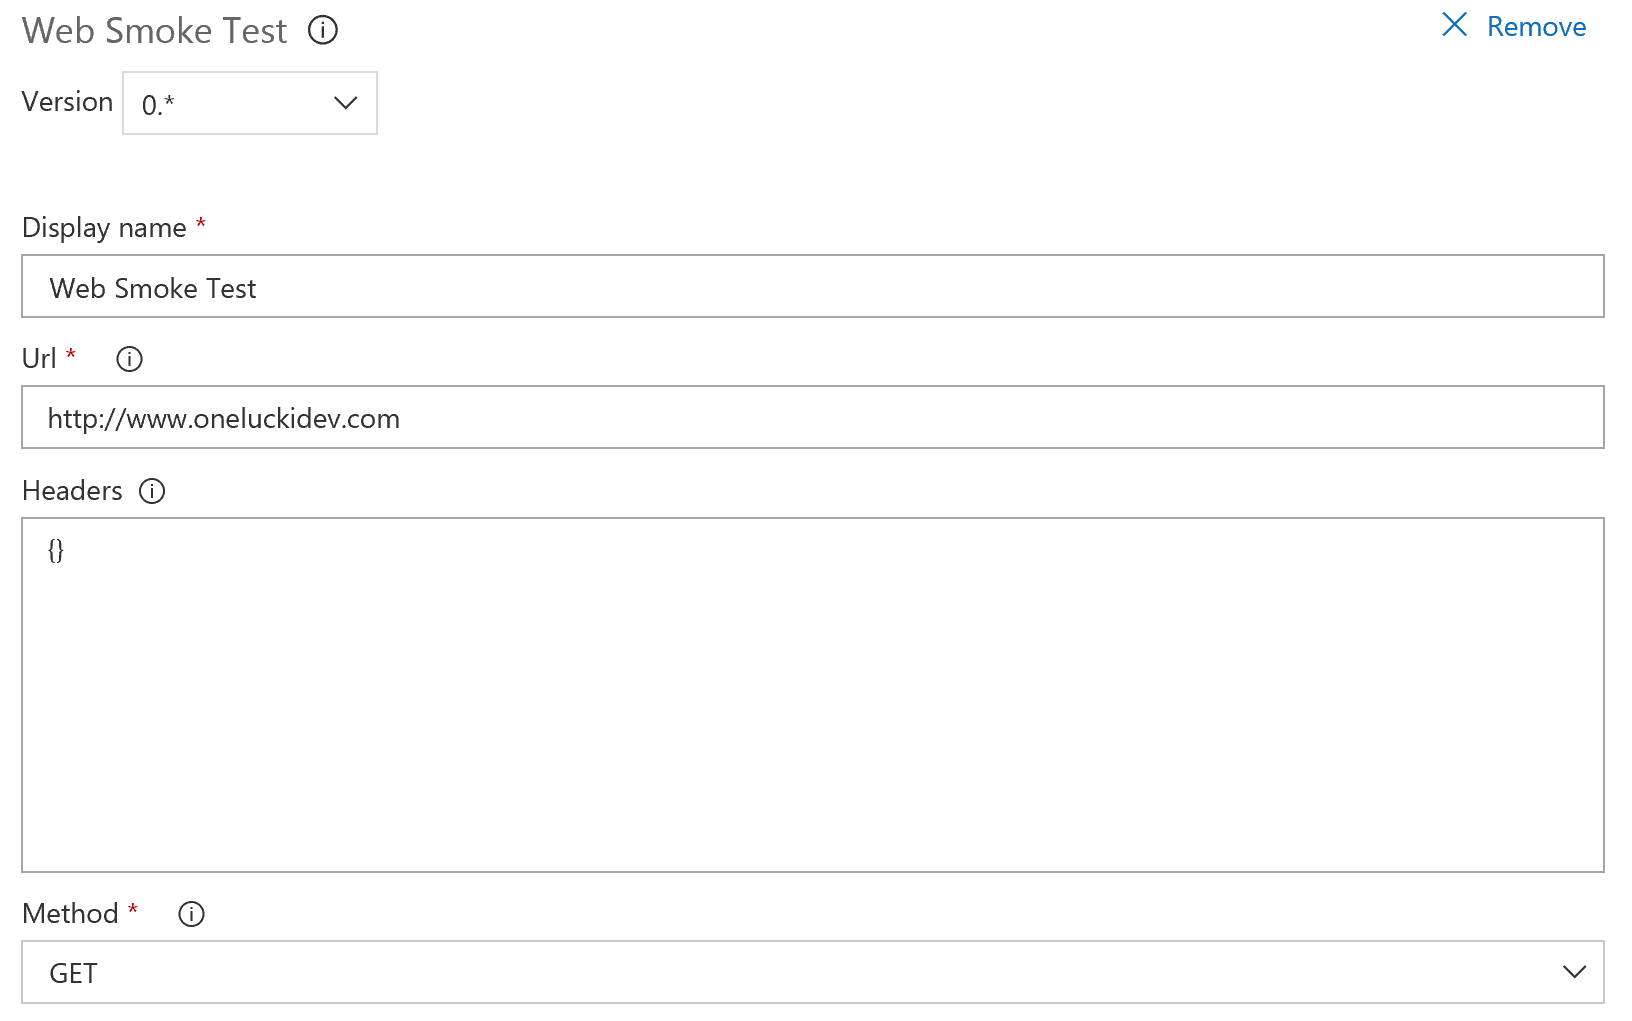 Web Smoke Test
Remove
Version 0.*
Display name *
Web Smoke Test
Url *
http://www.oneluckidev.com
Headers
{}
Method *
GET